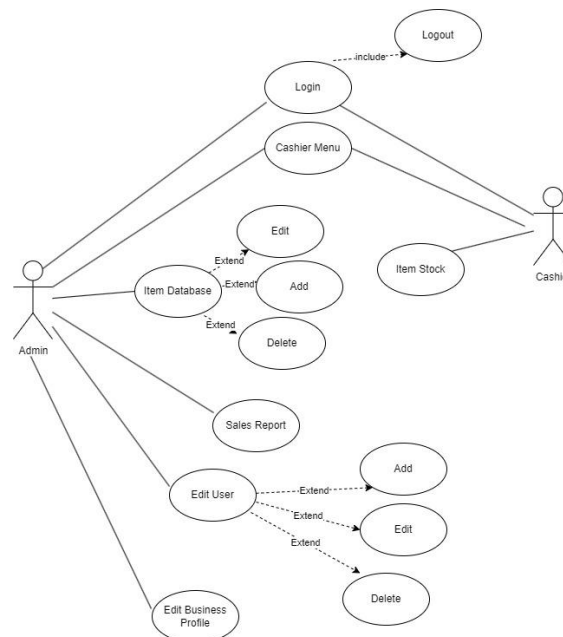 Logout
include
Login
Cashier Menu
Edit
Extend
Item Database
Extend
Add
Item Stock
Extend
Delete
Admin
Cashie
Sales Report
Add
Extend
Edit User
Extend
Edit
Extend
Delete
Edit Business
Profile